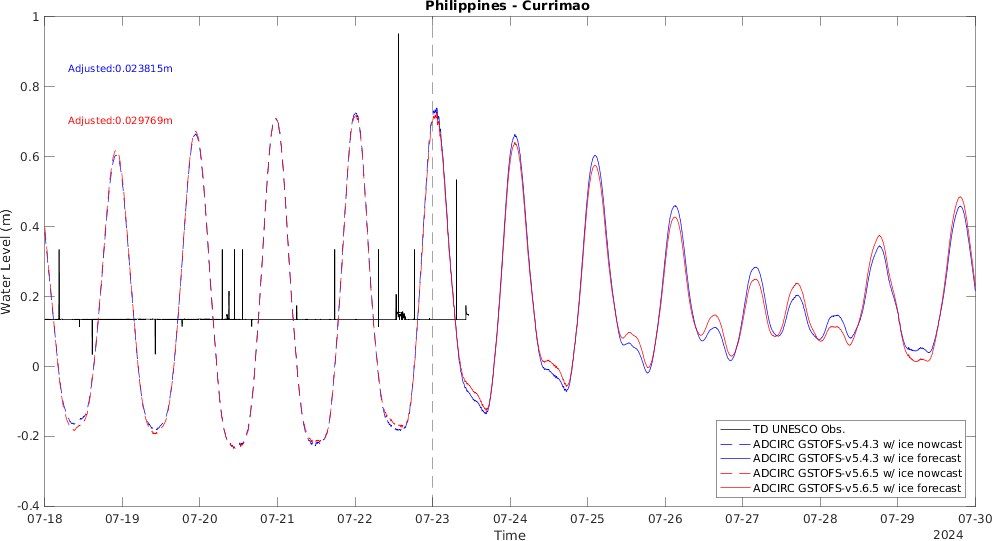 Philippines - Currimao
Water Level (m)
1
0.8
0.6
0.4
0.2
0
-0.2
-0.4
Adjusted:0.023815m
Adjusted:0.029769m
TD UNESCO Obs.
ADCIRC GSTOFS-v5.4.3 w/ ice nowcast
ADCIRC GSTOFS-v5.4.3 w/ ice forecast
ADCIRC GSTOFS-v5.6.5 w/ ice nowcast
ADCIRC GSTOFS-v5.6.5 w/ ice forecast
07-18 07-19 07-20 07-21 07-22 07-23 07-24 07-25 07-26 07-27 07-28 07-29 07-30
Time
2024